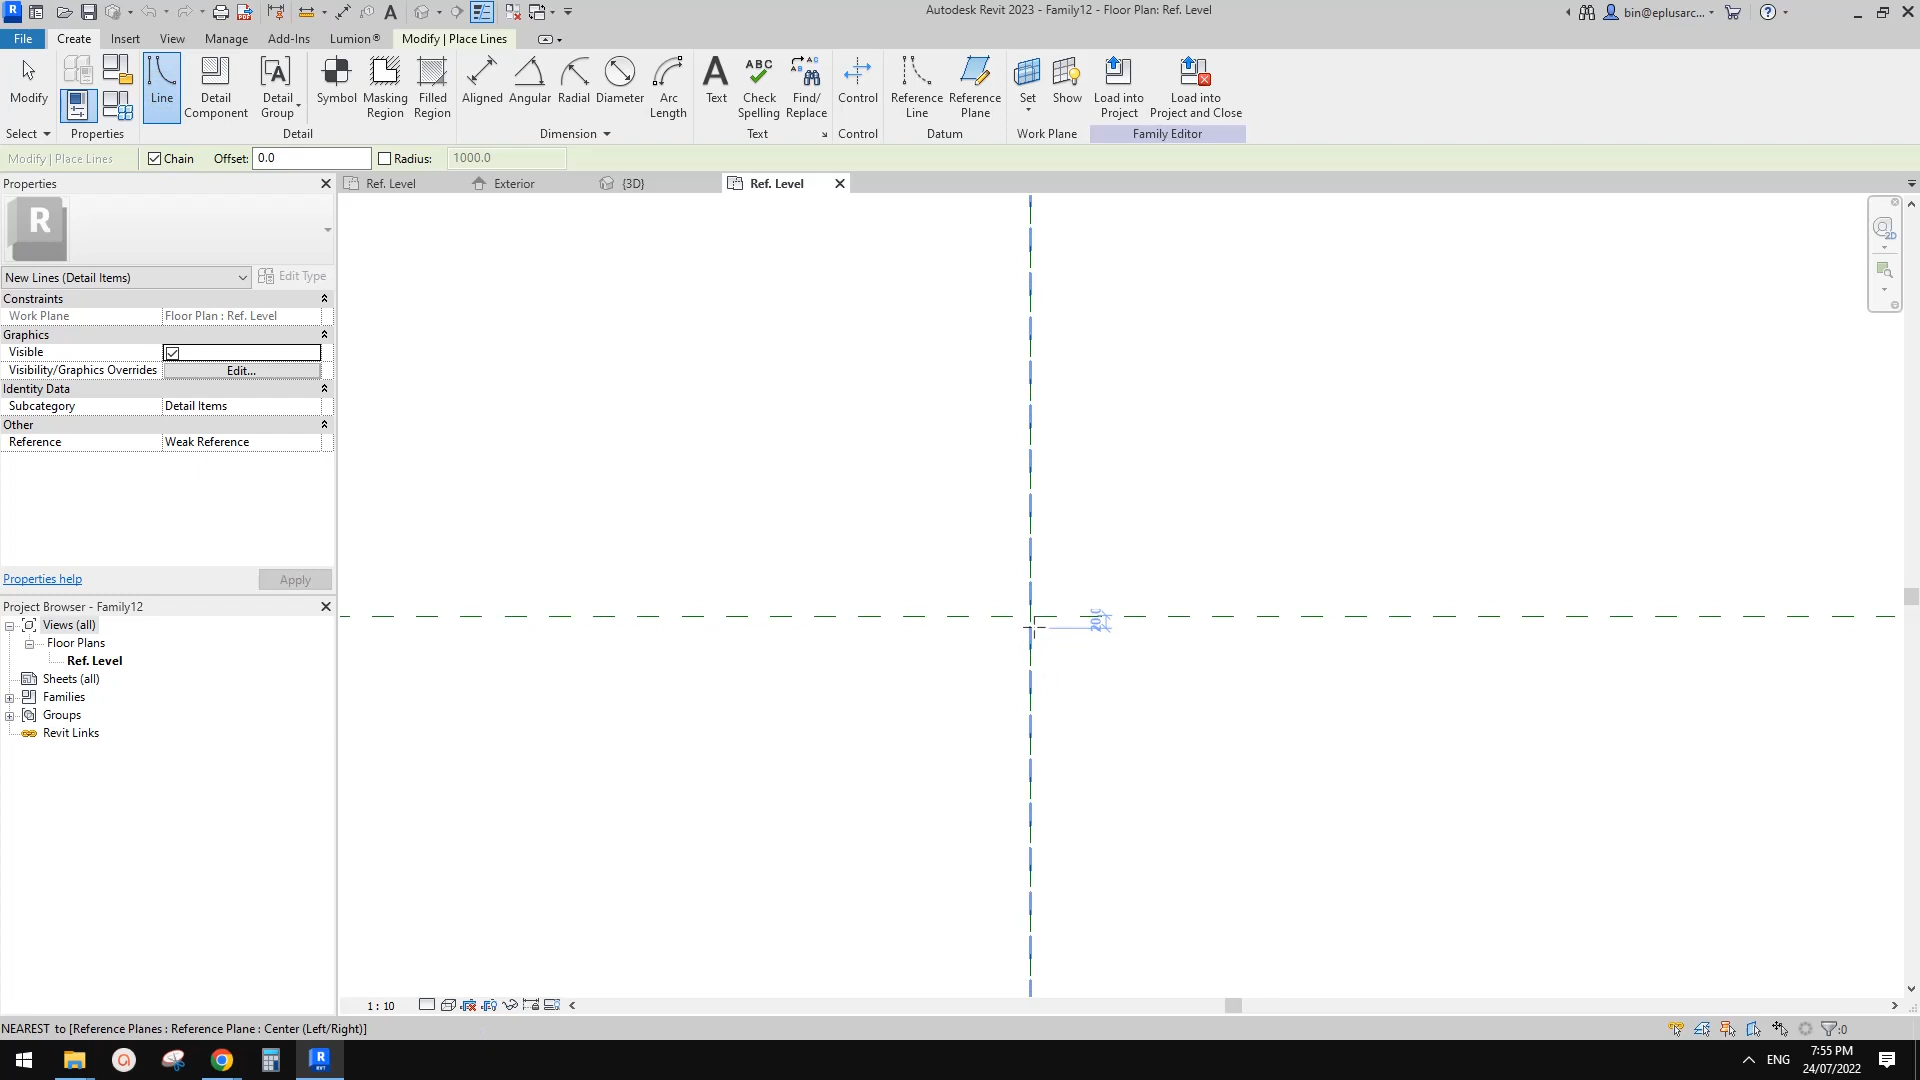 Autodesk Revit 2023 - Family12 - Floor Plan: Ref. Level
bin@eplusarc...
File Create Insert View Manage Add-Ins Lumion® Modify | Place Lines
Modify
Line
Detail Component
Detail Group
Symbol
Masking Region
Filled Region
Aligned
Angular
Radial
Diameter
Arc Length
Text
ABC
Check Spelling
Find/ Replace
Control
Reference Line
Reference Plane
Set
Show
Load into Project
Load into Project and Close
Select Properties Detail Dimension Text Control Datum Work Plane Family Editor
Modify | Place Lines Chain Offset: 0.0 Radius: 1000.0
Properties
Ref. Level Exterior {3D} Ref. Level
R
New Lines (Detail Items) Edit Type
Constraints
Work Plane Floor Plan : Ref. Level
Graphics
Visible
Visibility/Graphics Overrides Edit...
Identity Data
Subcategory Detail Items
Other
Reference Weak Reference
Properties help Apply
Project Browser - Family12
Views (all)
Floor Plans
Ref. Level
Sheets (all)
Families
Groups
Revit Links
1 : 10
NEAREST to [Reference Planes : Reference Plane : Center (Left/Right)]
:0
ENG
7:55 PM
24/07/2022